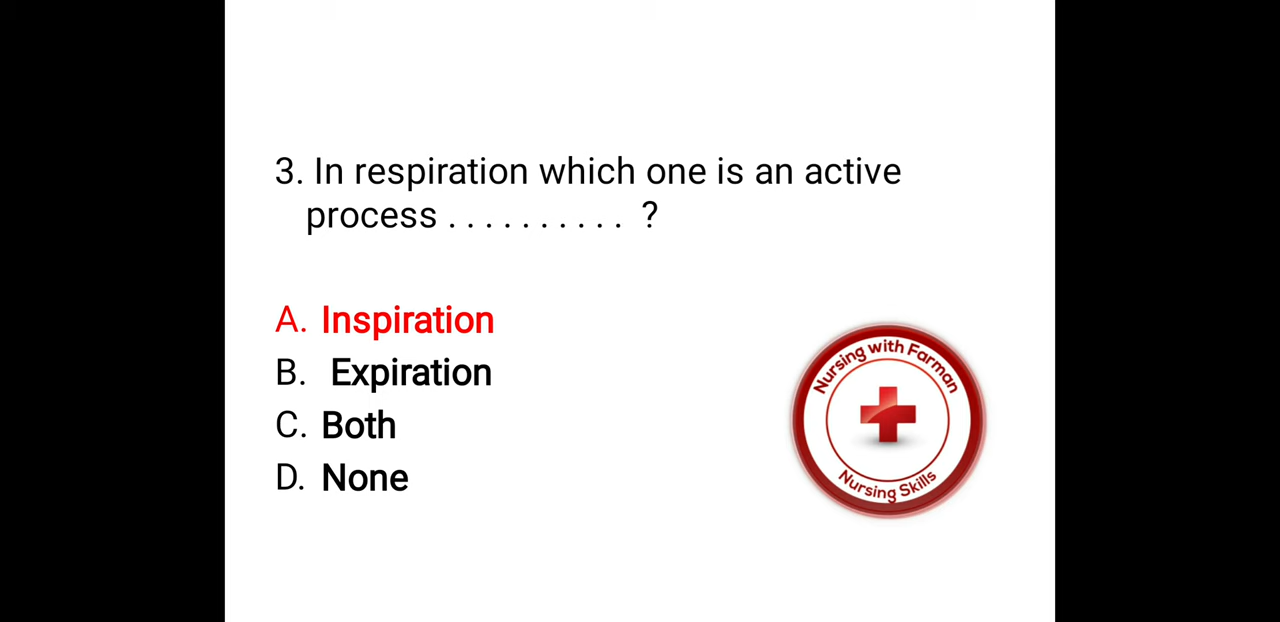 3. In respiration which one is an active
process . . . . . . . . . . ?
A. Inspiration
B. Expiration
C. Both
D. None
Nursing with Farman
Nursing Skills